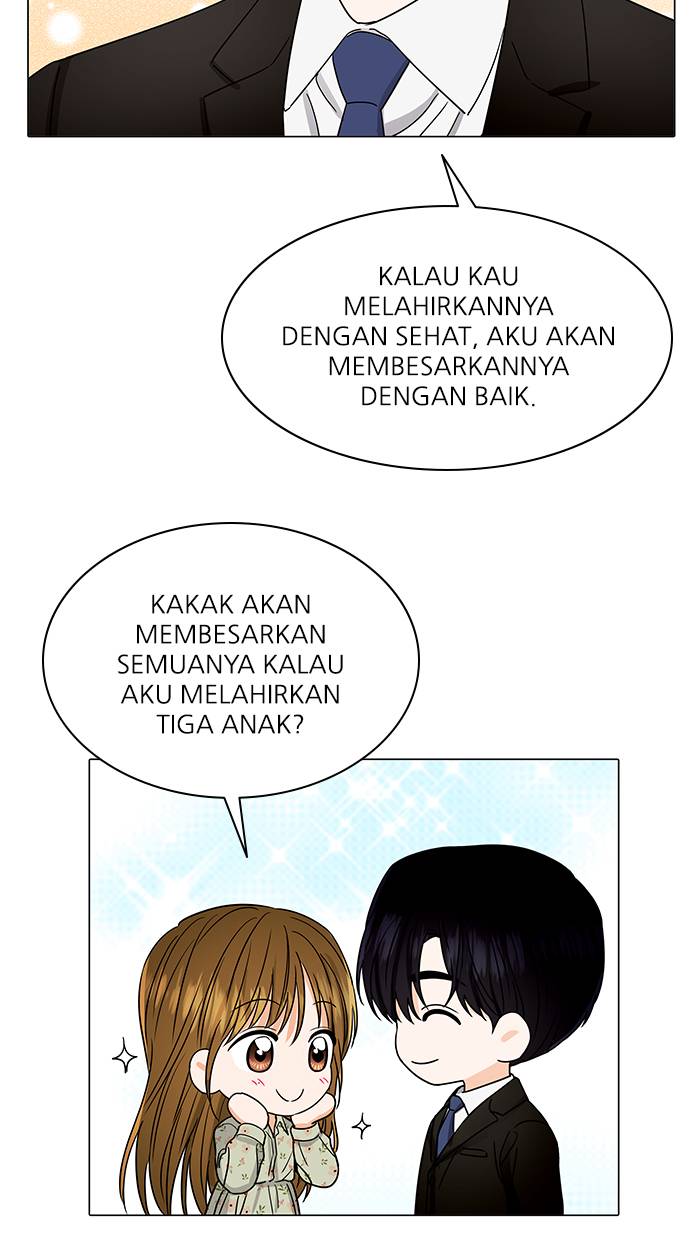 KALAU KAU
MELAHIRKANNYA
DENGAN SEHAT, AKU AKAN
MEMBESARKANNYA
DENGAN BAIK.
KAKAK AKAN
MEMBESARKAN
SEMUANYA KALAU
AKU MELAHIRKAN
TIGA ANAK?